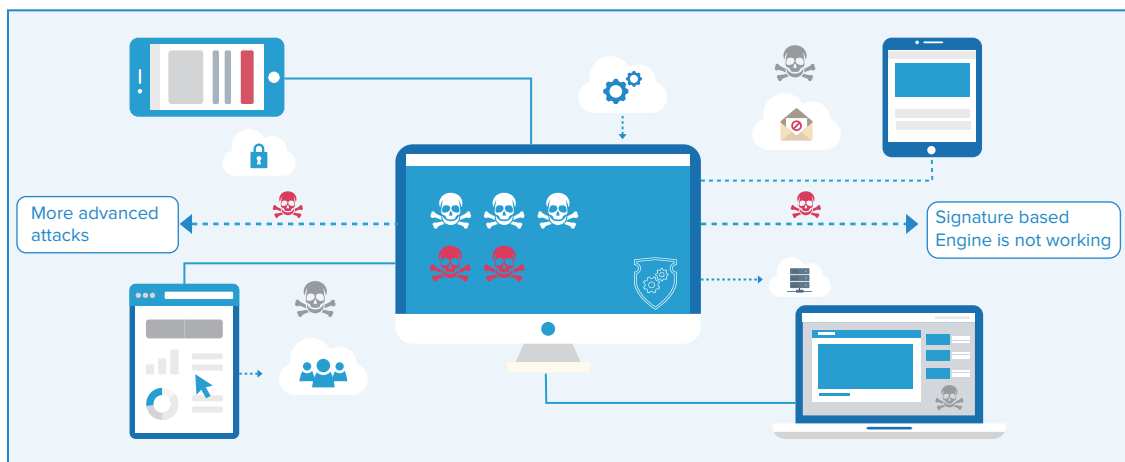 More advanced
attacks
Signature based
Engine is not working